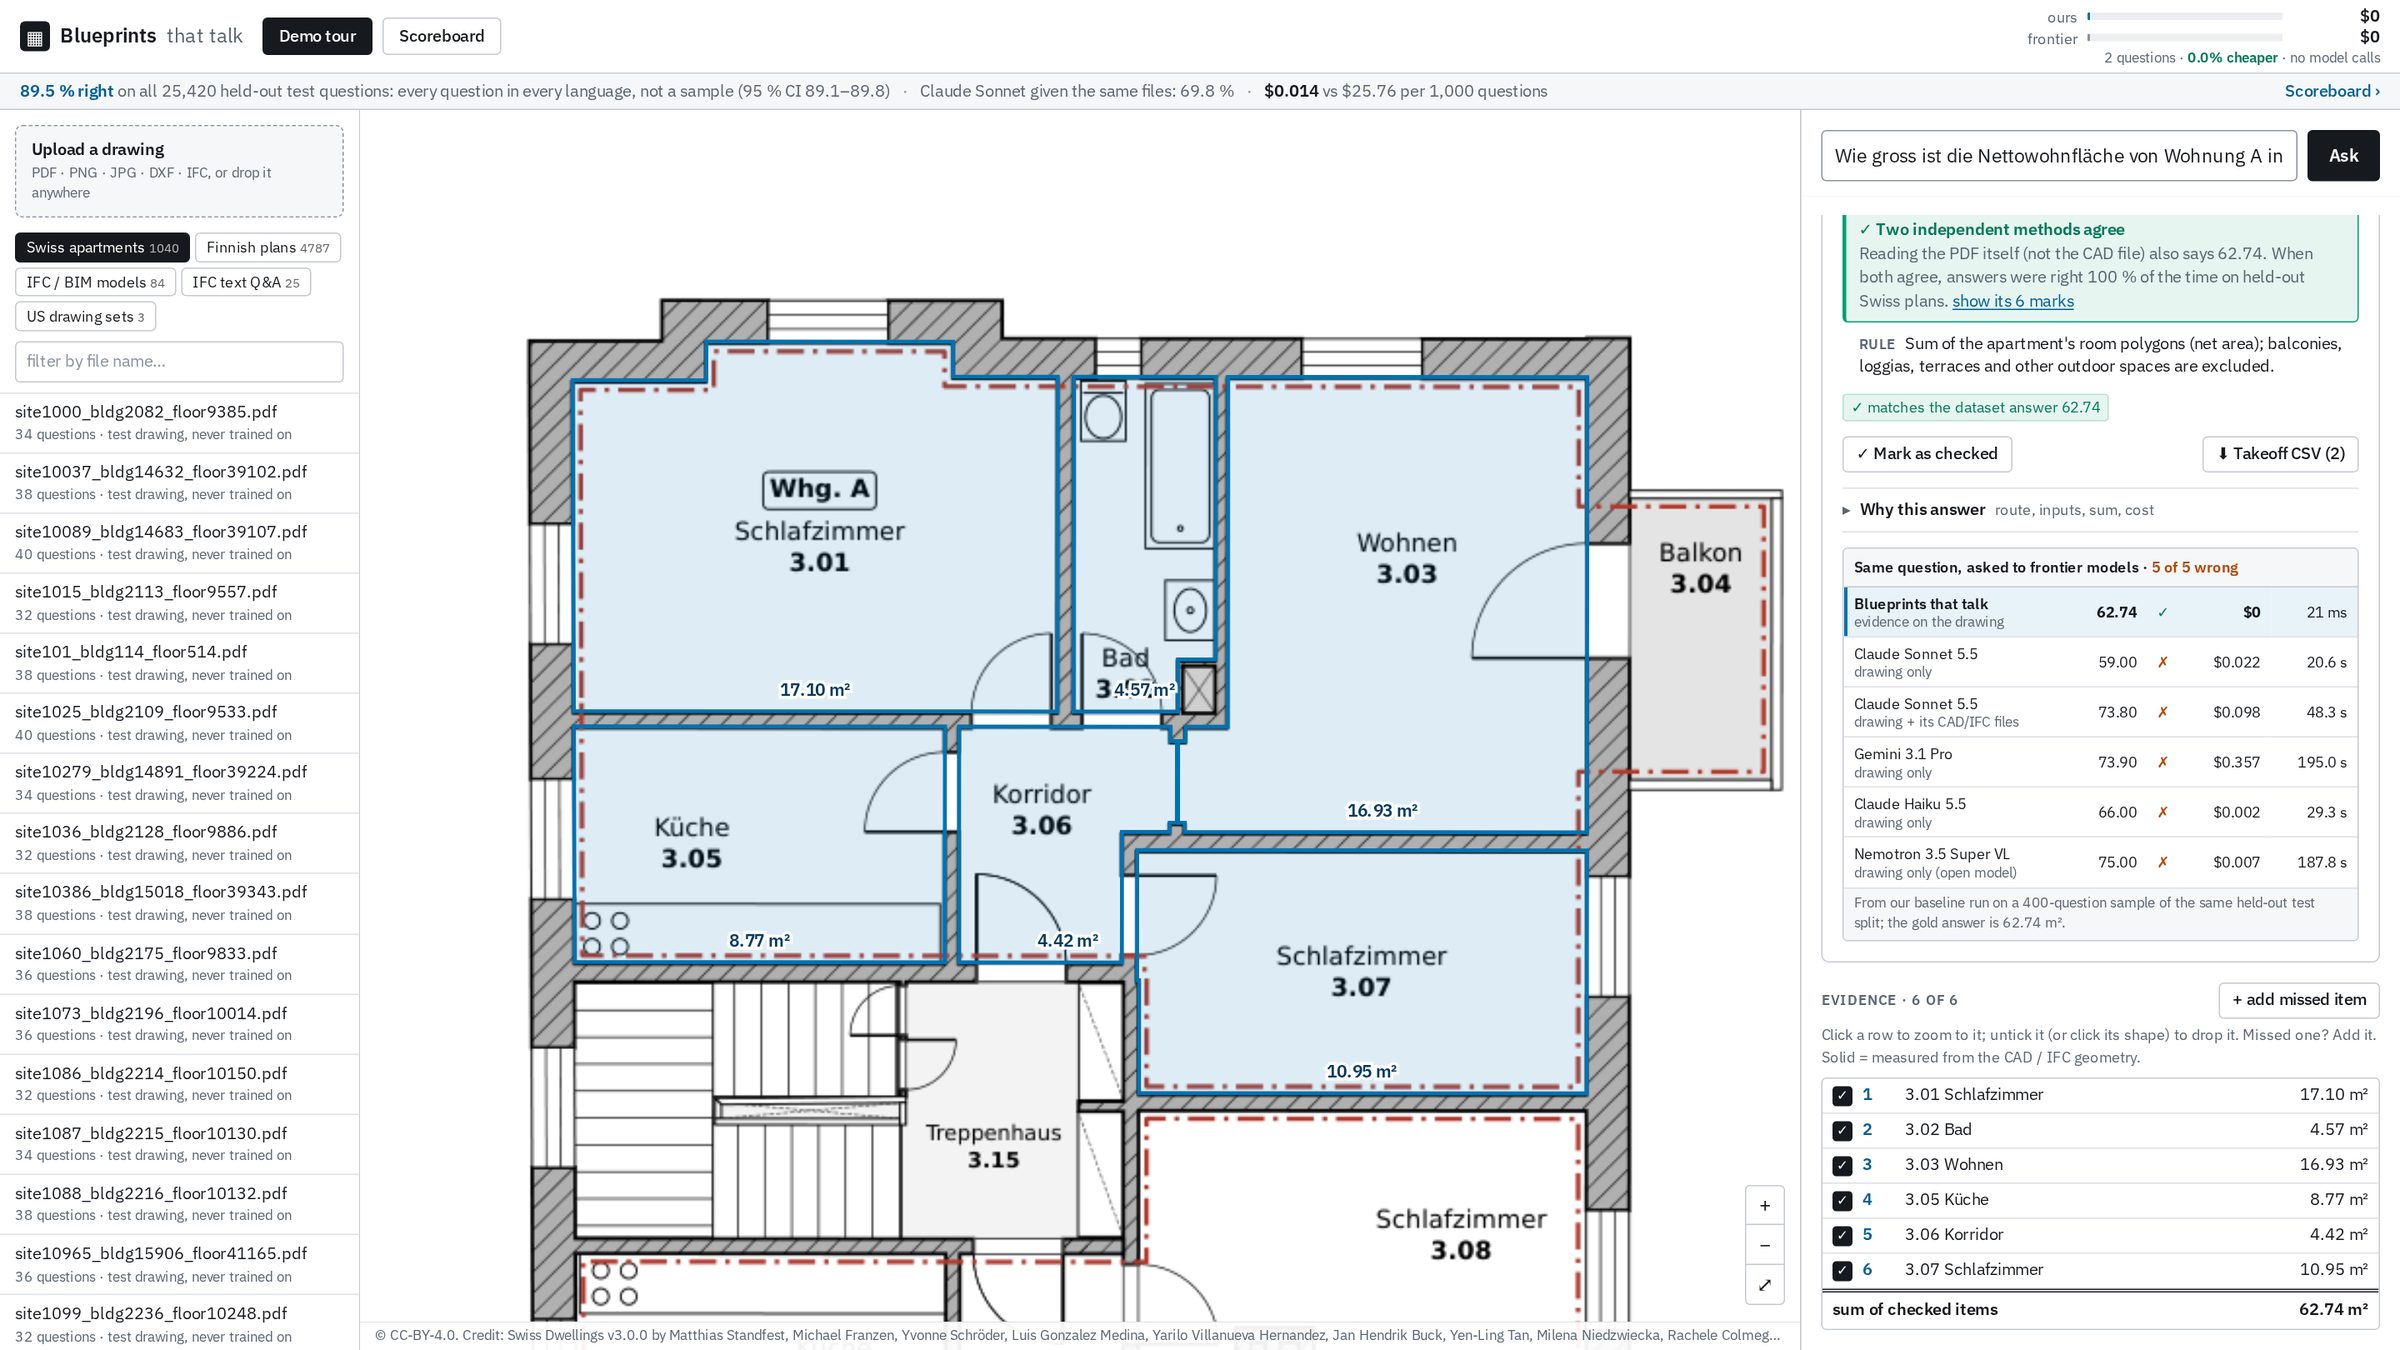 Blueprints that talk
Demo tour
Scoreboard
ours $0
frontier $0
2 questions · 0.0% cheaper · no model calls
89.5 % right on all 25,420 held-out test questions: every question in every language, not a sample (95 % CI 89.1–89.8) · Claude Sonnet given the same files: 69.8 % · $0.014 vs $25.76 per 1,000 questions
Scoreboard ›
Upload a drawing
PDF · PNG · JPG · DXF · IFC, or drop it
anywhere
Swiss apartments 1040
Finnish plans 4787
IFC / BIM models 84
IFC text Q&A 25
US drawing sets 3
filter by file name...
site1000_bldg2082_floor9385.pdf
34 questions · test drawing, never trained on
site10037_bldg14632_floor39102.pdf
38 questions · test drawing, never trained on
site10089_bldg14683_floor39107.pdf
40 questions · test drawing, never trained on
site1015_bldg2113_floor9557.pdf
32 questions · test drawing, never trained on
site101_bldg114_floor514.pdf
38 questions · test drawing, never trained on
site1025_bldg2109_floor9533.pdf
40 questions · test drawing, never trained on
site10279_bldg14891_floor39224.pdf
34 questions · test drawing, never trained on
site1036_bldg2128_floor9886.pdf
32 questions · test drawing, never trained on
site10386_bldg15018_floor39343.pdf
38 questions · test drawing, never trained on
site1060_bldg2175_floor9833.pdf
36 questions · test drawing, never trained on
site1073_bldg2196_floor10014.pdf
36 questions · test drawing, never trained on
site1086_bldg2214_floor10150.pdf
32 questions · test drawing, never trained on
site1087_bldg2215_floor10130.pdf
34 questions · test drawing, never trained on
site1088_bldg2216_floor10132.pdf
38 questions · test drawing, never trained on
site10965_bldg15906_floor41165.pdf
36 questions · test drawing, never trained on
site1099_bldg2236_floor10248.pdf
32 questions · test drawing, never trained on
Whg. A
Schlafzimmer
3.01
17.10 m²
Bad
4.57 m²
Wohnen
3.03
16.93 m²
Balkon
3.04
Küche
3.05
8.77 m²
Korridor
3.06
4.42 m²
Schlafzimmer
3.07
10.95 m²
Treppenhaus
3.15
Schlafzimmer
3.08
+
−
© CC-BY-4.0. Credit: Swiss Dwellings v3.0.0 by Matthias Standfest, Michael Franzen, Yvonne Schröder, Luis Gonzalez Medina, Yarilo Villanueva Hernandez, Jan Hendrik Buck, Yen-Ling Tan, Milena Niedzwiecka, Rachele Colmeg...
Wie gross ist die Nettowohnfläche von Wohnung A in
Ask
✓ Two independent methods agree
Reading the PDF itself (not the CAD file) also says 62.74. When
both agree, answers were right 100 % of the time on held-out
Swiss plans. show its 6 marks
RULE Sum of the apartment's room polygons (net area); balconies,
loggias, terraces and other outdoor spaces are excluded.
✓ matches the dataset answer 62.74
✓ Mark as checked
⬇ Takeoff CSV (2)
▸ Why this answer route, inputs, sum, cost
Same question, asked to frontier models · 5 of 5 wrong
Blueprints that talk 62.74 ✓ $0 21 ms
evidence on the drawing
Claude Sonnet 5.5 59.00 ✗ $0.022 20.6 s
drawing only
Claude Sonnet 5.5 73.80 ✗ $0.098 48.3 s
drawing + its CAD/IFC files
Gemini 3.1 Pro 73.90 ✗ $0.357 195.0 s
drawing only
Claude Haiku 5.5 66.00 ✗ $0.002 29.3 s
drawing only
Nemotron 3.5 Super VL 75.00 ✗ $0.007 187.8 s
drawing only (open model)
From our baseline run on a 400-question sample of the same held-out test
split; the gold answer is 62.74 m².
EVIDENCE · 6 OF 6
+ add missed item
Click a row to zoom to it; untick it (or click its shape) to drop it. Missed one? Add it.
Solid = measured from the CAD / IFC geometry.
✓ 1 3.01 Schlafzimmer 17.10 m²
✓ 2 3.02 Bad 4.57 m²
✓ 3 3.03 Wohnen 16.93 m²
✓ 4 3.05 Küche 8.77 m²
✓ 5 3.06 Korridor 4.42 m²
✓ 6 3.07 Schlafzimmer 10.95 m²
sum of checked items 62.74 m²